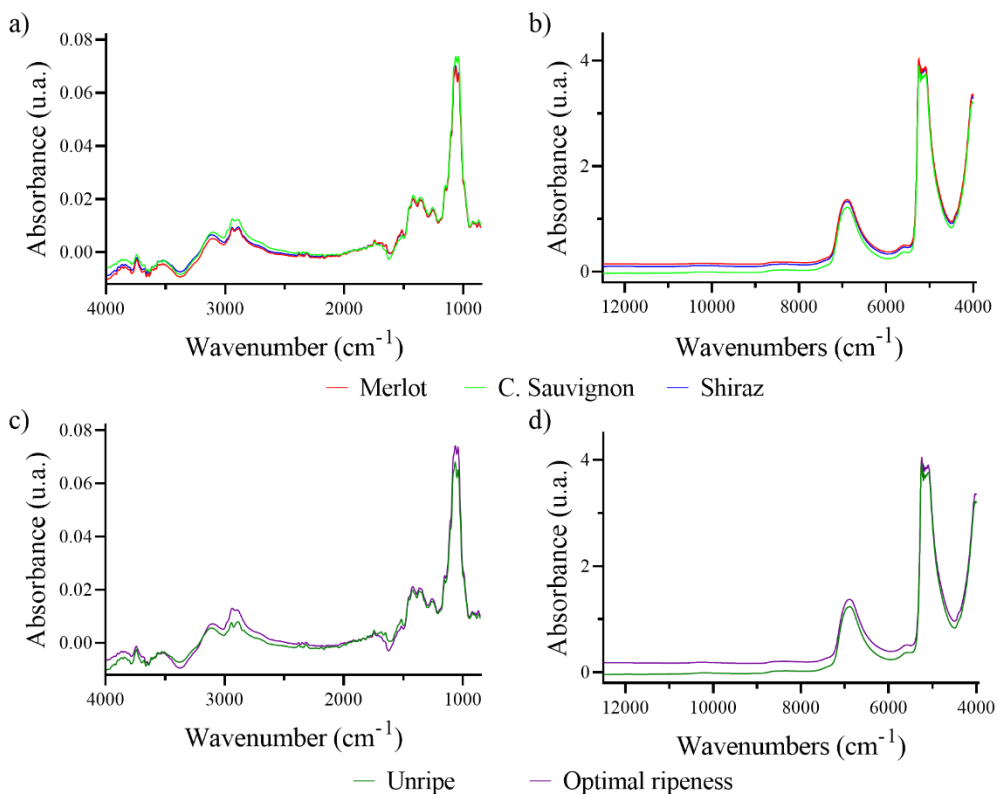 a)
b)
Absorbance (u.a.)
0.08
0.06
0.04
0.02
0.00
4000 3000 2000 1000
Wavenumber (cm⁻¹)
Absorbance (u.a.)
4
2
0
12000 10000 8000 6000 4000
Wavenumbers (cm⁻¹)
Merlot C. Sauvignon Shiraz
c)
d)
Absorbance (u.a.)
0.08
0.06
0.04
0.02
0.00
4000 3000 2000 1000
Wavenumber (cm⁻¹)
Absorbance (u.a.)
4
2
0
12000 10000 8000 6000 4000
Wavenumbers (cm⁻¹)
Unripe Optimal ripeness